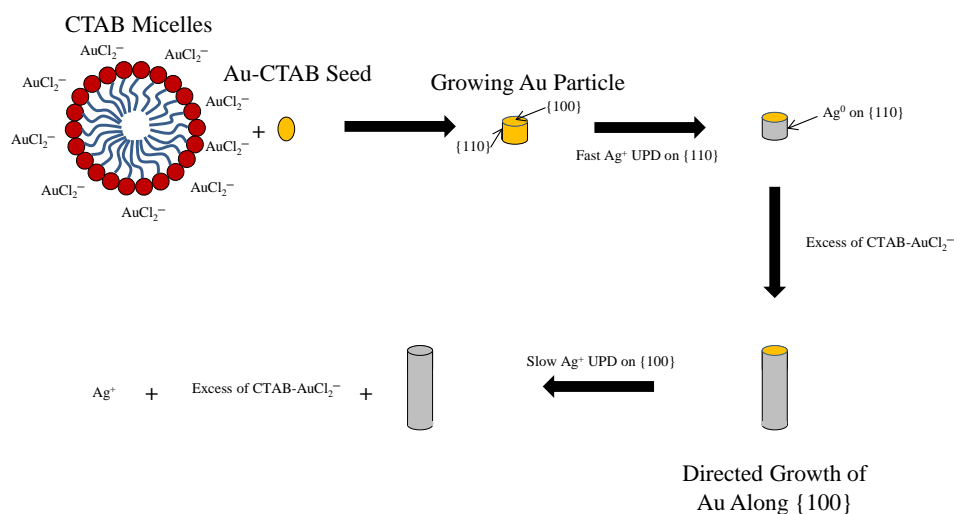 CTAB Micelles
AuCl₂⁻
AuCl₂⁻
AuCl₂⁻
AuCl₂⁻
AuCl₂⁻
AuCl₂⁻
AuCl₂⁻
AuCl₂⁻
AuCl₂⁻
AuCl₂⁻
Au-CTAB Seed
+
Growing Au Particle
{100}
{110}
Fast Ag⁺ UPD on {110}
Ag⁰ on {110}
Excess of CTAB-AuCl₂⁻
Directed Growth of
Au Along {100}
Slow Ag⁺ UPD on {100}
Ag⁺ + Excess of CTAB-AuCl₂⁻ +